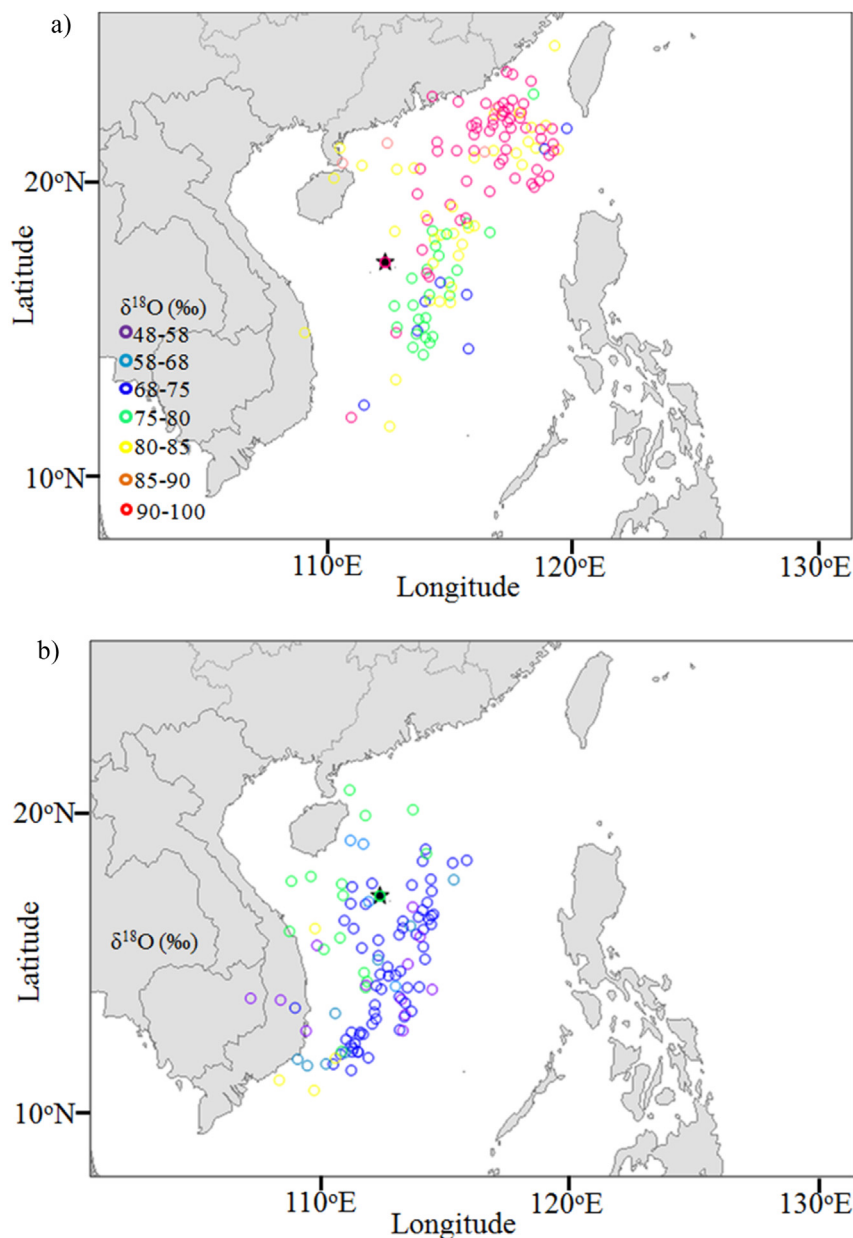 a)
20°N
Latitude
δ18O (‰)
48-58
58-68
68-75
75-80
80-85
85-90
90-100
10°N
110°E
120°E
130°E
Longitude
b)
20°N
Latitude
δ18O (‰)
10°N
110°E
120°E
130°E
Longitude